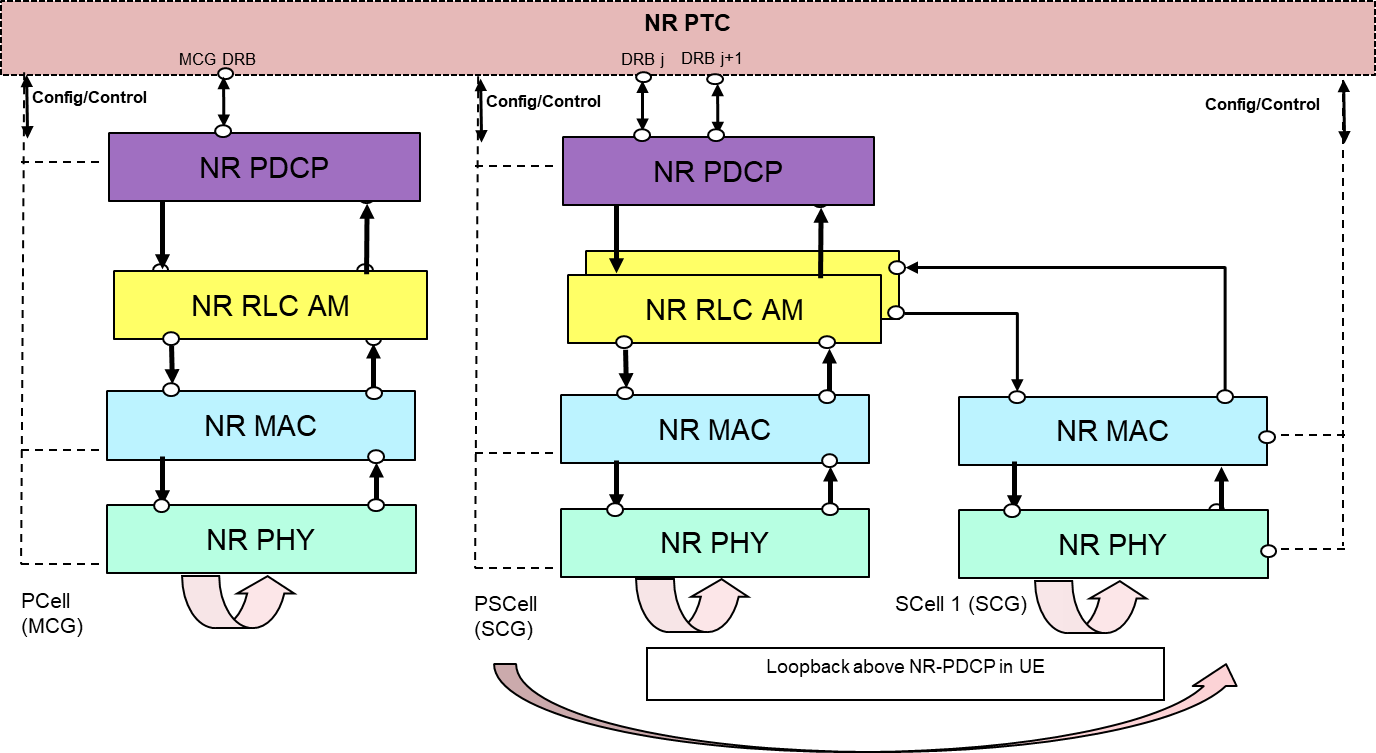 NR PTC
MCG DRB
DRB j
DRB j+1
Config/Control
Config/Control
Config/Control
NR PDCP
NR PDCP
NR RLC AM
NR RLC AM
NR MAC
NR MAC
NR MAC
NR PHY
NR PHY
NR PHY
PCell
(MCG)
PSCell
(SCG)
SCell 1 (SCG)
Loopback above NR-PDCP in UE